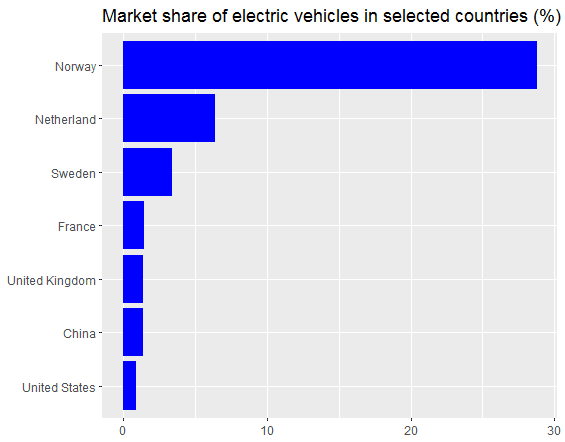 Market share of electric vehicles in selected countries (%)
Norway
Netherland
Sweden
France
United Kingdom
China
United States
0 10 20 30